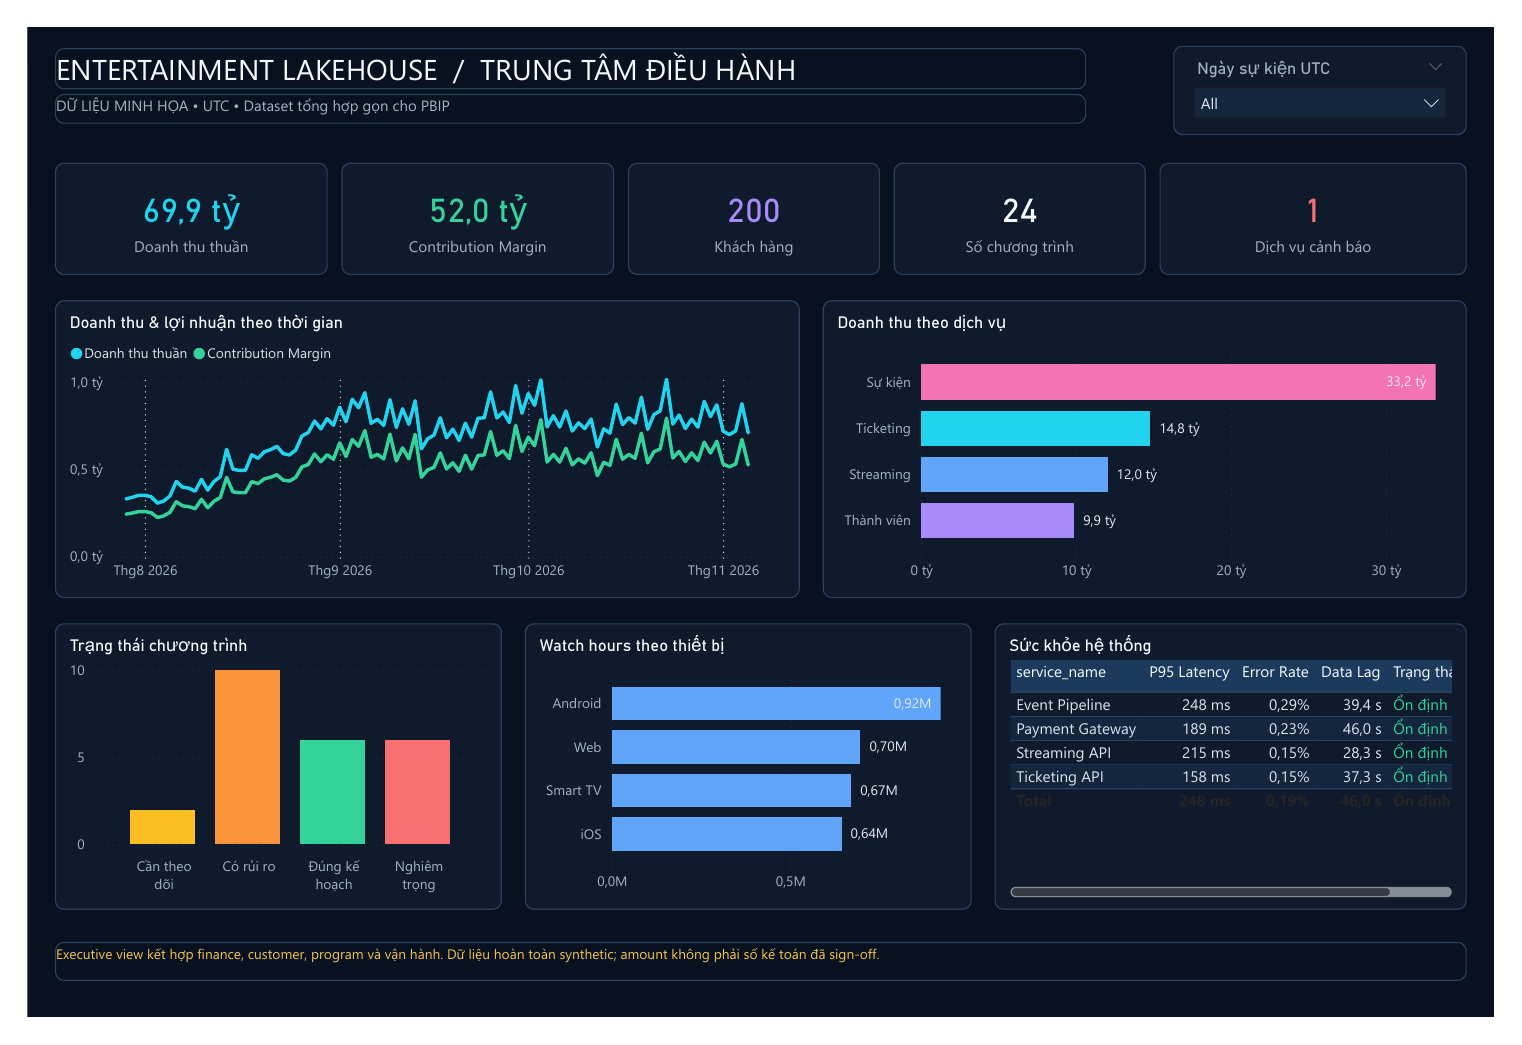 ENTERTAINMENT LAKEHOUSE / TRUNG TÂM ĐIỀU HÀNH
DỮ LIỆU MINH HỌA • UTC • Dataset tổng hợp gọn cho PBIP
Ngày sự kiện UTC
All
69,9 tỷ
Doanh thu thuần
52,0 tỷ
Contribution Margin
200
Khách hàng
24
Số chương trình
1
Dịch vụ cảnh báo
Doanh thu & lợi nhuận theo thời gian
Doanh thu thuần Contribution Margin
1,0 tỷ
0,5 tỷ
0,0 tỷ
Thg8 2026 Thg9 2026 Thg10 2026 Thg11 2026
Doanh thu theo dịch vụ
Sự kiện 33,2 tỷ
Ticketing 14,8 tỷ
Streaming 12,0 tỷ
Thành viên 9,9 tỷ
0 tỷ 10 tỷ 20 tỷ 30 tỷ
Trạng thái chương trình
10
5
0
Cần theo dõi
Có rủi ro
Đúng kế hoạch
Nghiêm trọng
Watch hours theo thiết bị
Android 0,92M
Web 0,70M
Smart TV 0,67M
iOS 0,64M
0,0M 0,5M
Sức khỏe hệ thống
service_name P95 Latency Error Rate Data Lag Trạng thá
Event Pipeline 248 ms 0,29% 39,4 s Ổn định
Payment Gateway 189 ms 0,23% 46,0 s Ổn định
Streaming API 215 ms 0,15% 28,3 s Ổn định
Ticketing API 158 ms 0,15% 37,3 s Ổn định
Total 248 ms 0,19% 46,0 s Ổn định
Executive view kết hợp finance, customer, program và vận hành. Dữ liệu hoàn toàn synthetic; amount không phải số kế toán đã sign-off.